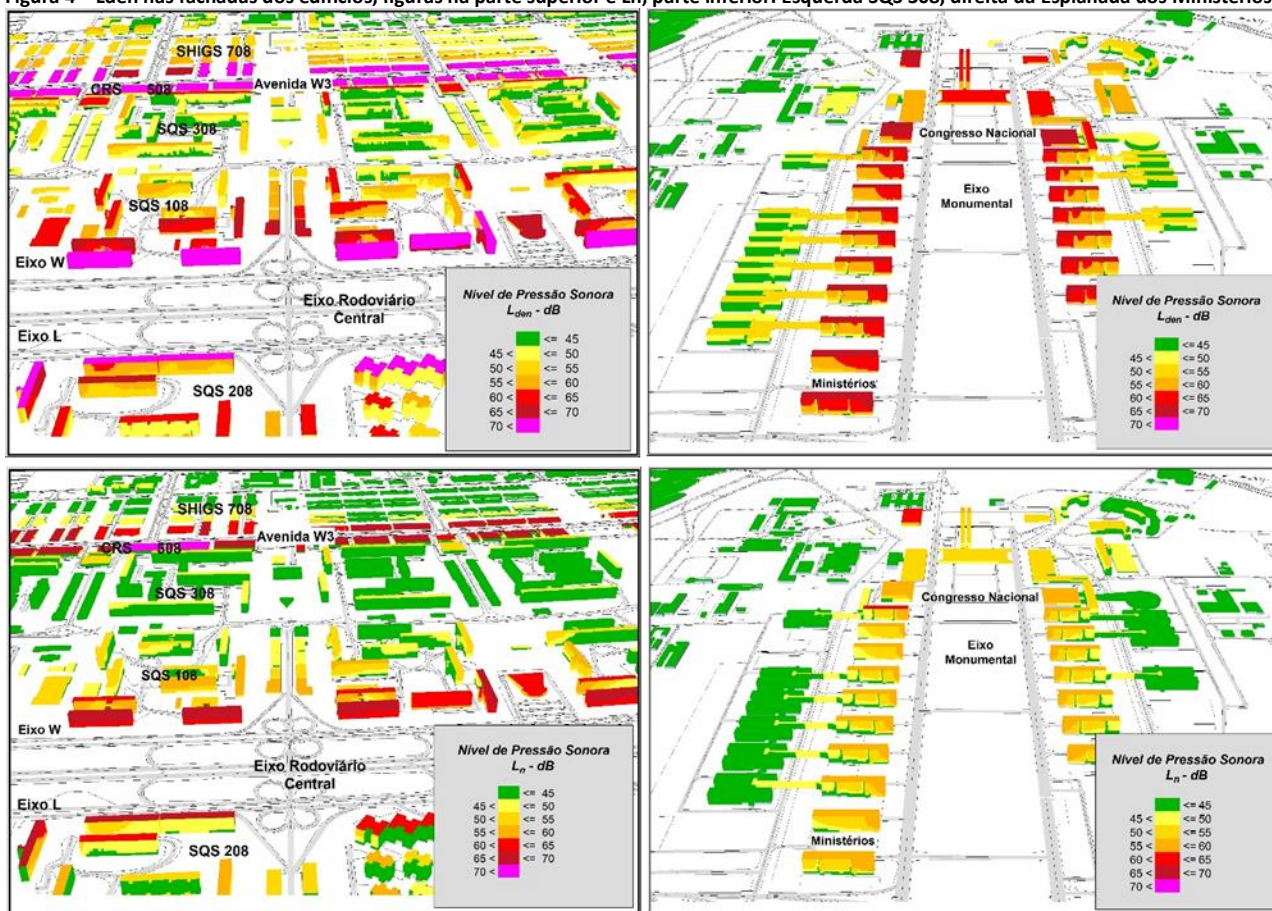 Figura 4 – Lden nas fachadas dos edifícios, figuras na parte superior e Ln, parte inferior. Esquerda SQS 308, direita da Esplanada dos Ministérios
SHIGS 708
Avenida W3
CRS 508
SQS 308
SQS 108
Eixo W
Eixo Rodoviário
Central
Eixo L
SQS 208
Nível de Pressão Sonora
Lden - dB
<= 45
45 < <= 50
50 < <= 55
55 < <= 60
60 < <= 65
65 < <= 70
70 <
Congresso Nacional
Eixo
Monumental
Ministérios
Nível de Pressão Sonora
Lden - dB
<= 45
45 < <= 50
50 < <= 55
55 < <= 60
60 < <= 65
65 < <= 70
70 <
SHIGS 708
Avenida W3
CRS 508
SQS 308
SQS 108
Eixo W
Eixo Rodoviário
Central
Eixo L
SQS 208
Nível de Pressão Sonora
Ln - dB
<= 45
45 < <= 50
50 < <= 55
55 < <= 60
60 < <= 65
65 < <= 70
70 <
Congresso Nacional
Eixo
Monumental
Ministérios
Nível de Pressão Sonora
Ln - dB
<= 45
45 < <= 50
50 < <= 55
55 < <= 60
60 < <= 65
65 < <= 70
70 <